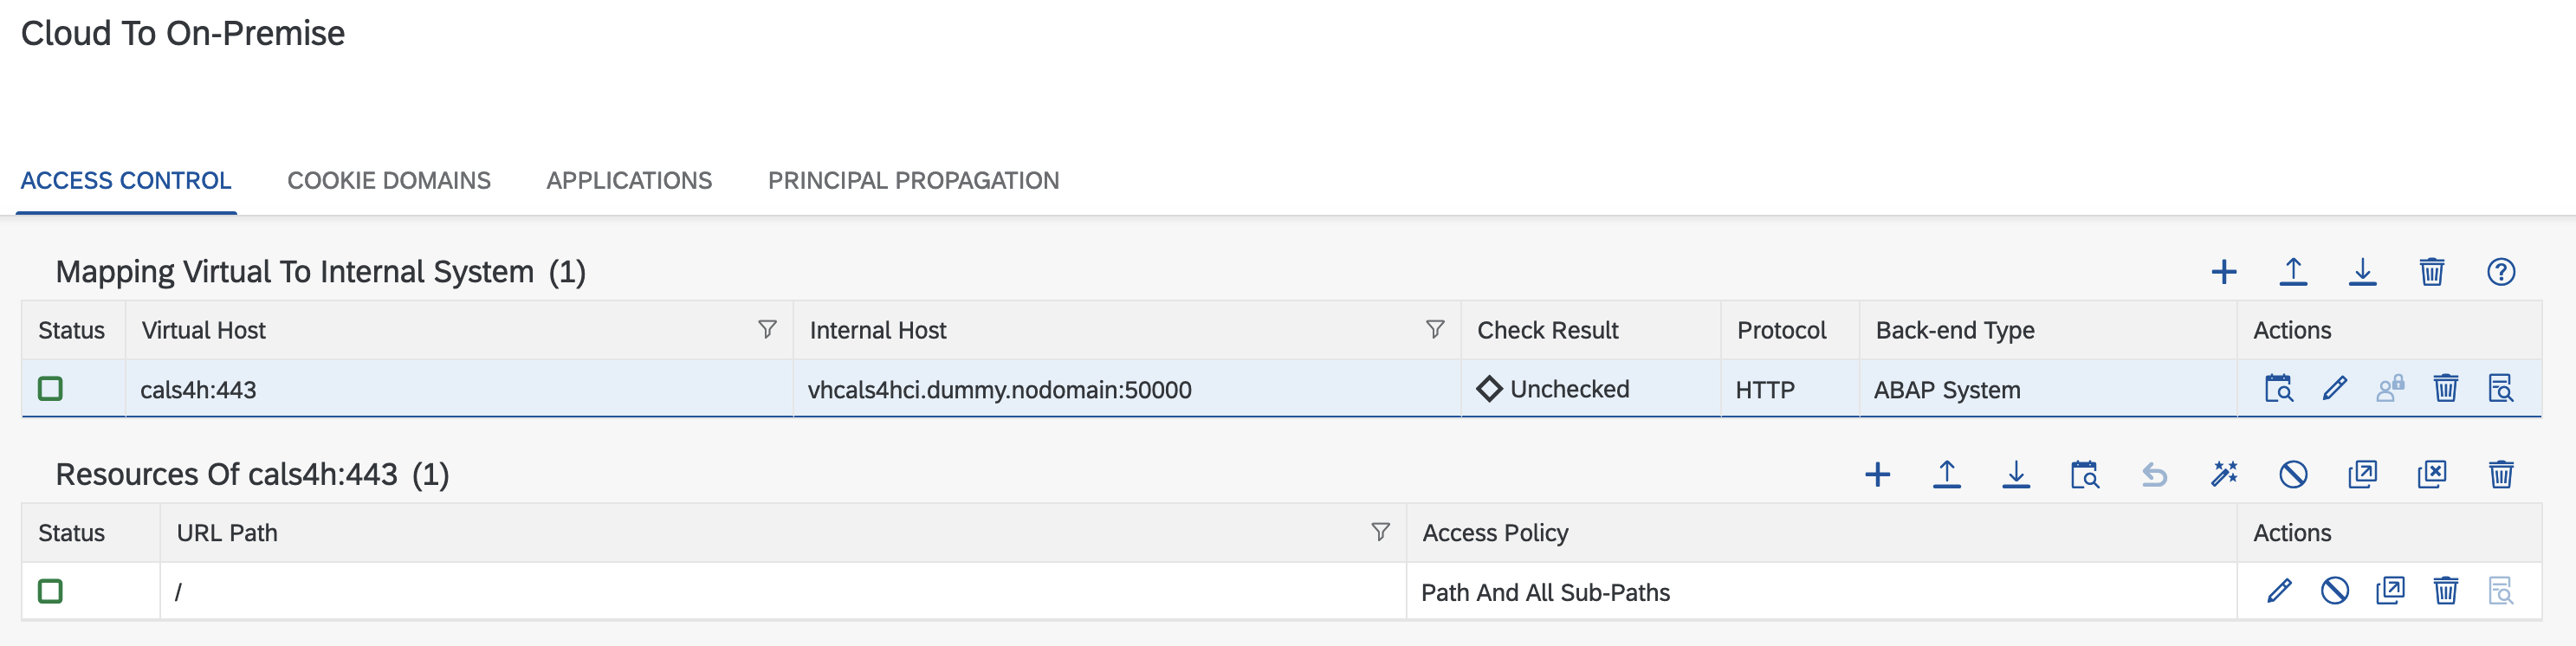 Cloud To On-Premise
ACCESS CONTROL COOKIE DOMAINS APPLICATIONS PRINCIPAL PROPAGATION
Mapping Virtual To Internal System (1)
Status Virtual Host Internal Host Check Result Protocol Back-end Type Actions
cals4h:443 vhcals4hci.dummy.nodomain:50000 Unchecked HTTP ABAP System
Resources Of cals4h:443 (1)
Status URL Path Access Policy Actions
/ Path And All Sub-Paths